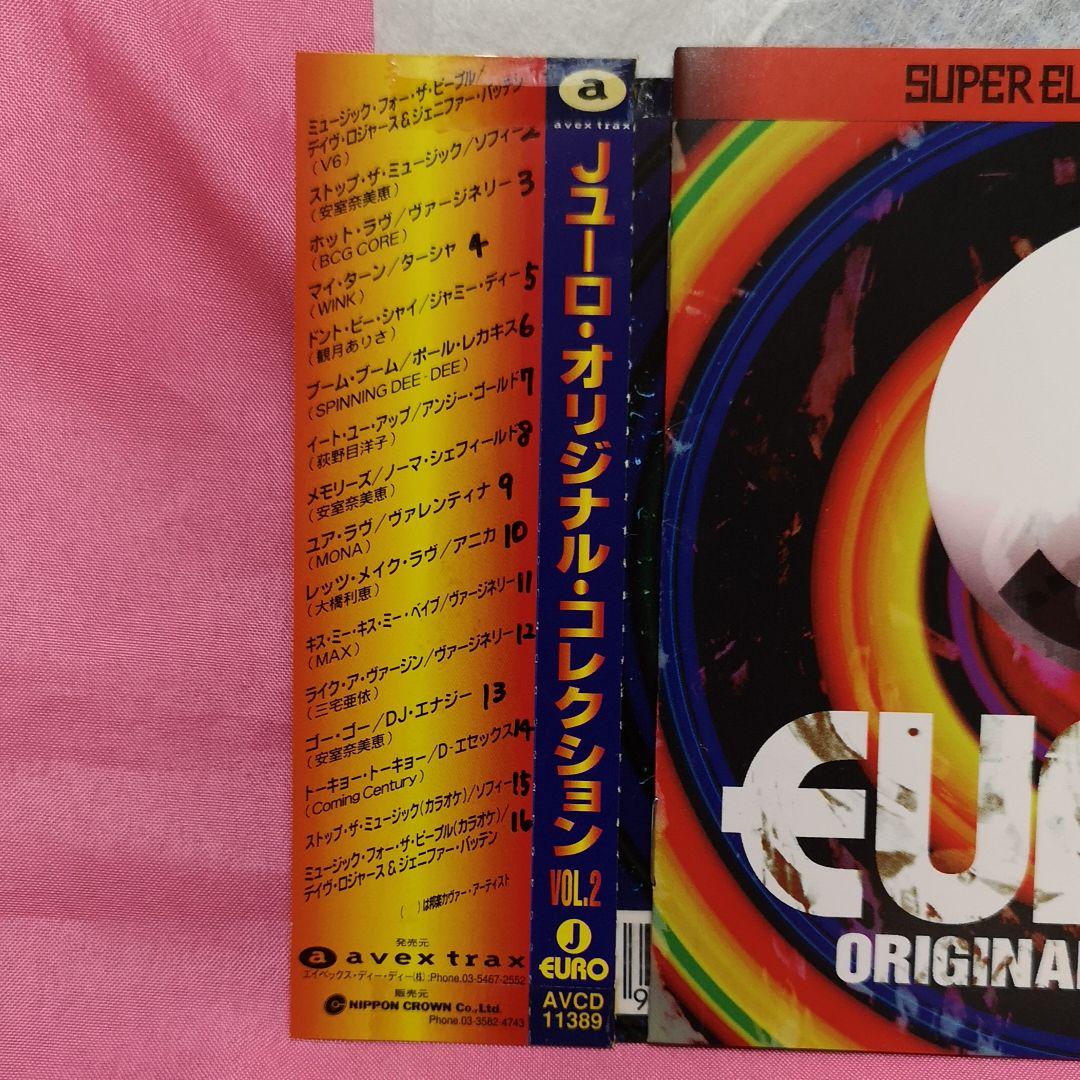 ミュージック・フォー・ザ・ピープル/
デイヴ・ロジャース&ジェニファー・バッテン
(V6)
ストップ・ザ・ミュージック/ソフィー 2
(安室奈美恵)
ホット・ラヴ/ヴァージネリー 3
(BCG CORE)
マイ・ターン/ターシャ 4
(WINK)
ドント・ビー・シャイ/ジャミー・ディー 5
(観月ありさ)
ブーム・ブーム/ポール・レカキス 6
(SPINNING DEE-DEE)
イート・ユー・アップ/アンジー・ゴールド 7
(荻野目洋子)
メモリーズ/ノーマ・シェフィールド 8
(安室奈美恵)
ユア・ラヴ/ヴァレンティナ 9
(MONA)
レッツ・メイク・ラヴ/アニカ 10
(大橋利恵)
キス・ミー・キス・ミー・ベイブ/ヴァージネリー 11
(MAX)
ライク・ア・ヴァージン/ヴァージネリー 12
(三宅亜依)
ゴー・ゴー/DJ・エナジー 13
(安室奈美恵)
トーキョー・トーキョー/D-エセックス 14
(Coming Century)
ストップ・ザ・ミュージック(カラオケ)/ソフィー 15
ミュージック・フォー・ザ・ピープル(カラオケ)/ 16
デイヴ・ロジャース&ジェニファー・バッテン
( )は邦楽カヴァー・アーティスト
発売元
a avex trax
エイベックス・ディー・ディー(株):Phone.03-5467-2552
販売元
NIPPON CROWN Co.,Ltd.
Phone.03-3582-4743
a
avex trax
Jユーロ・オリジナル・コレクション
VOL.2
J
EURO
AVCD
11389
9
SUPER EU
EU
ORIGINA